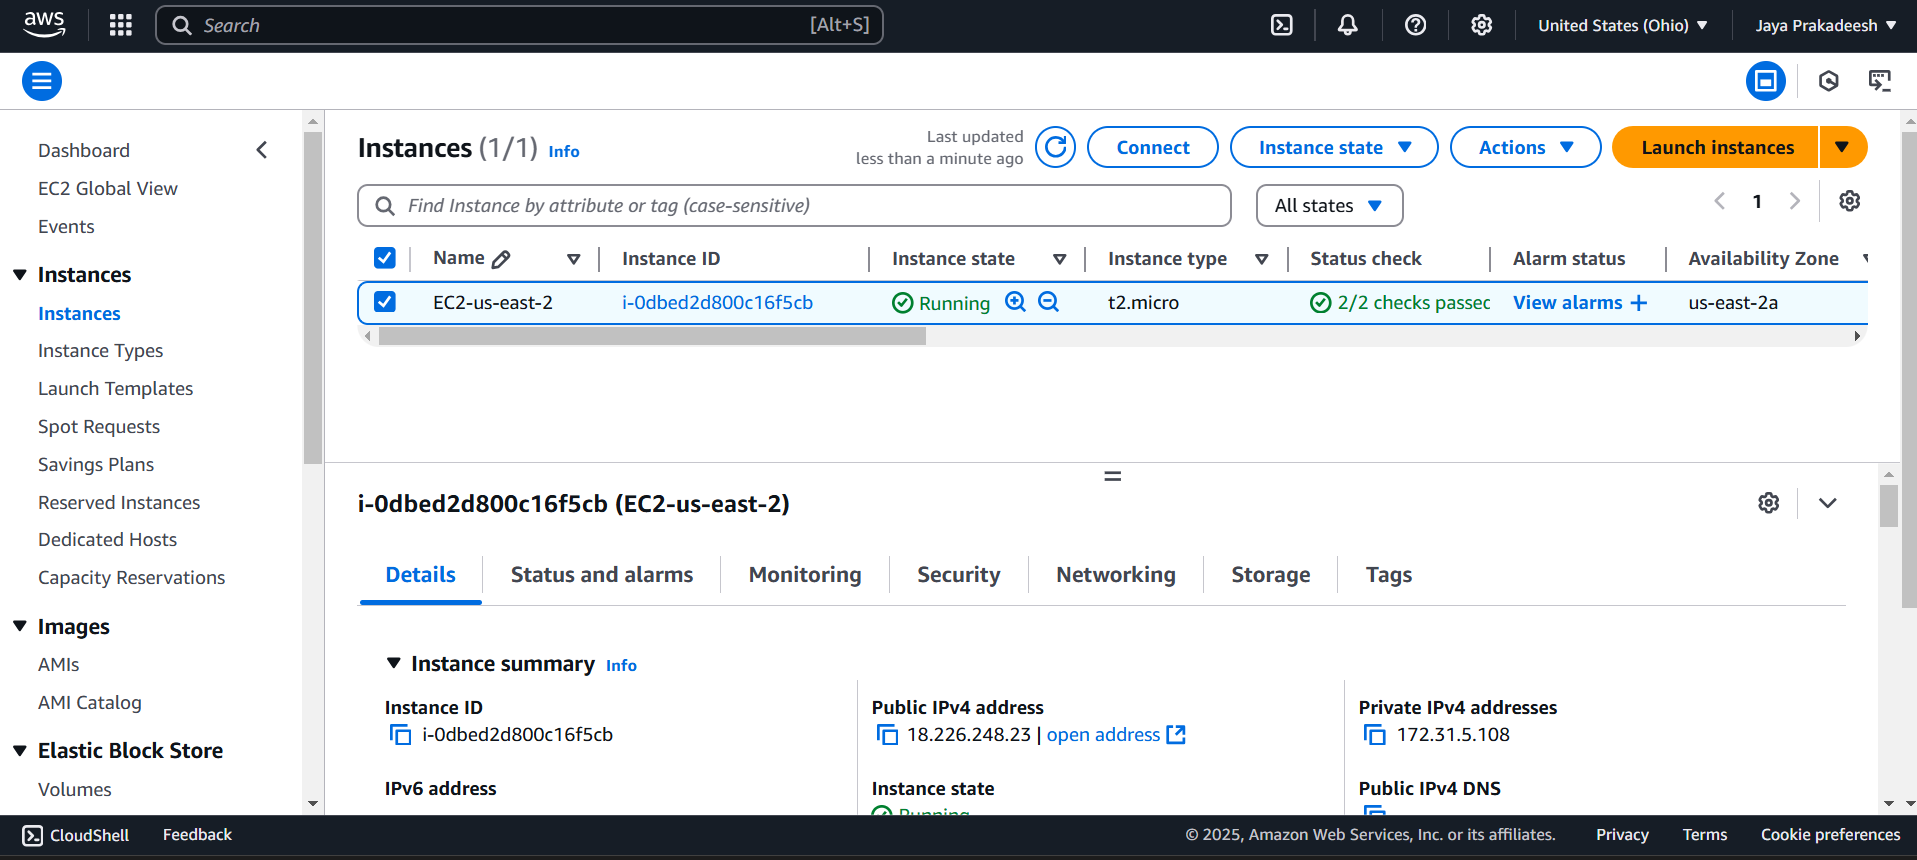 aws
Search [Alt+S]
United States (Ohio)
Jaya Prakadeesh
Dashboard
EC2 Global View
Events
Instances
Instances
Instance Types
Launch Templates
Spot Requests
Savings Plans
Reserved Instances
Dedicated Hosts
Capacity Reservations
Images
AMIs
AMI Catalog
Elastic Block Store
Volumes
Instances (1/1) Info
Last updated
less than a minute ago
Connect
Instance state
Actions
Launch instances
Find Instance by attribute or tag (case-sensitive)
All states
1
Name Instance ID Instance state Instance type Status check Alarm status Availability Zone
EC2-us-east-2 i-0dbed2d800c16f5cb Running t2.micro 2/2 checks passed View alarms + us-east-2a
i-0dbed2d800c16f5cb (EC2-us-east-2)
Details Status and alarms Monitoring Security Networking Storage Tags
Instance summary Info
Instance ID
i-0dbed2d800c16f5cb
Public IPv4 address
18.226.248.23 | open address
Private IPv4 addresses
172.31.5.108
IPv6 address
Instance state
Running
Public IPv4 DNS
CloudShell Feedback © 2025, Amazon Web Services, Inc. or its affiliates. Privacy Terms Cookie preferences